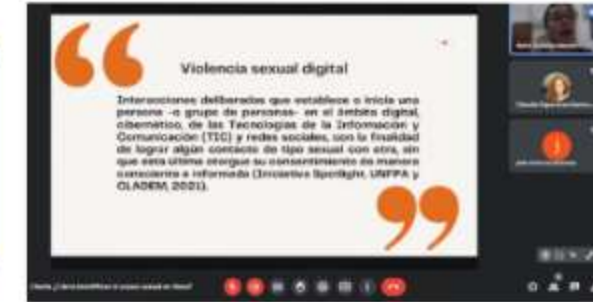 Violencia sexual digital
Interacciones deliberadas que establece o inicia una
persona -o grupo de personas- en el ámbito digital,
cibernético, de las Tecnologías de la Información y
Comunicación (TIC) y redes sociales, con la finalidad
de lograr algún contacto de tipo sexual con otra, sin
que esta última otorgue su consentimiento de manera
consciente e informada (Iniciativa Spotlight, UNFPA y
CLADEM, 2021).